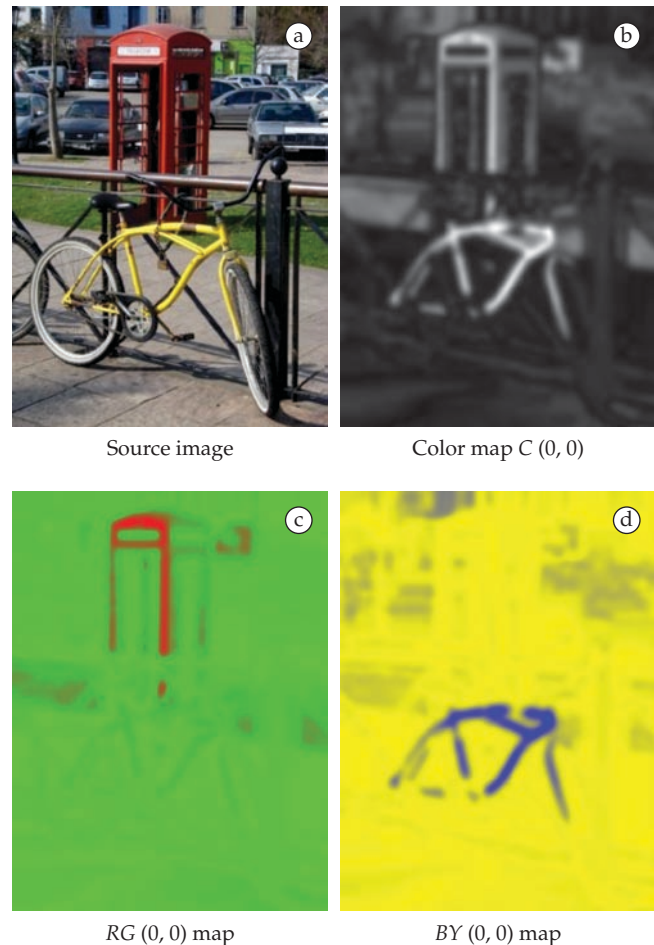 a
b
Source image
Color map C (0, 0)
c
d
RG (0, 0) map
BY (0, 0) map